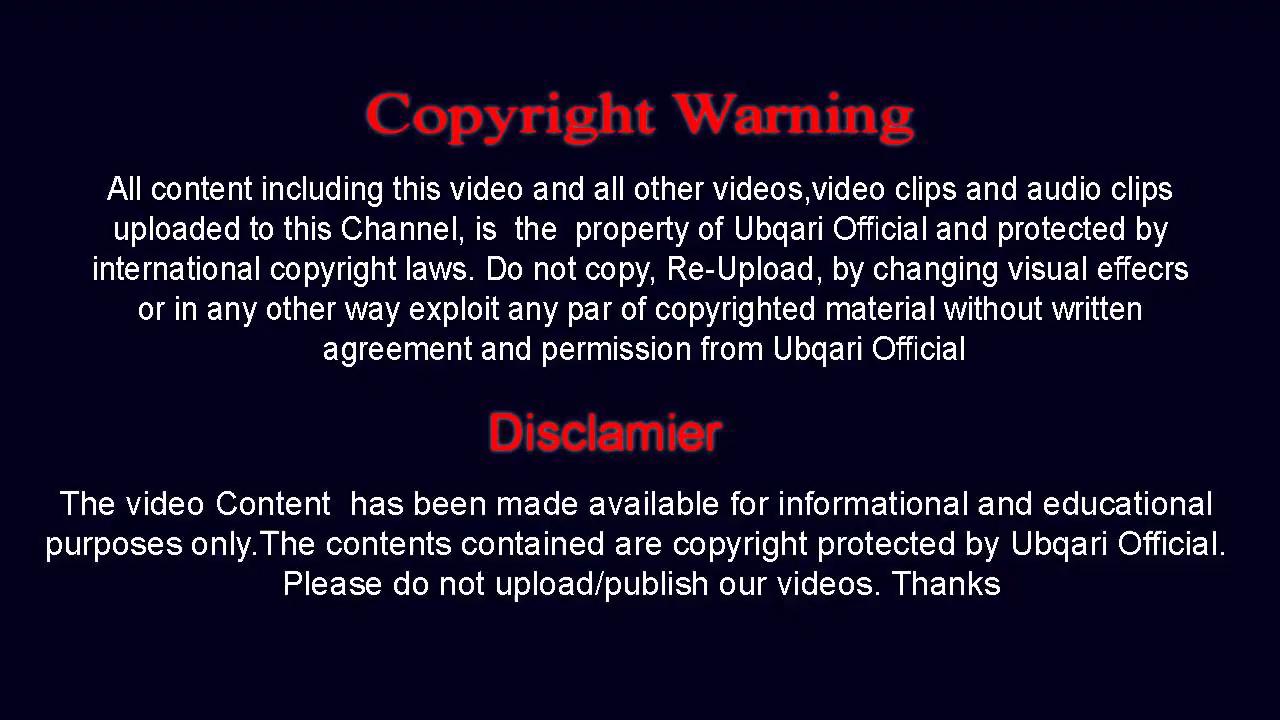 Copyright Warning
All content including this video and all other videos,video clips and audio clips
uploaded to this Channel, is  the  property of Ubqari Official and protected by
international copyright laws. Do not copy, Re-Upload, by changing visual effecrs
or in any other way exploit any par of copyrighted material without written
agreement and permission from Ubqari Official
Disclamier
The video Content  has been made available for informational and educational
purposes only.The contents contained are copyright protected by Ubqari Official.
Please do not upload/publish our videos. Thanks